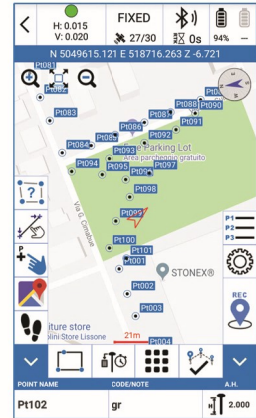 H: 0.015
V: 0.020
FIXED
27/30
0s
94%
--
N 5049615.121 E 518716.263 Z -6.721
Pt081
Pt083
Pt088
Pt090
Pt087
Pt091
Pt086
Pt092
Pt084
Pt093
Parking Lot
Area parcheggio gratuito
Pt094
Pt095
Pt097
Pt098
Via G. Cimabue
Pt099
Pt100
Pt101
Pt001
STONEX®
Pt002
Pt003
Pt004
P1
P2
P3
P
REC
iture store
lini Store Lissone
21m
POINT NAME
CODE/NOTE
A.H.
Pt102
gr
2.000